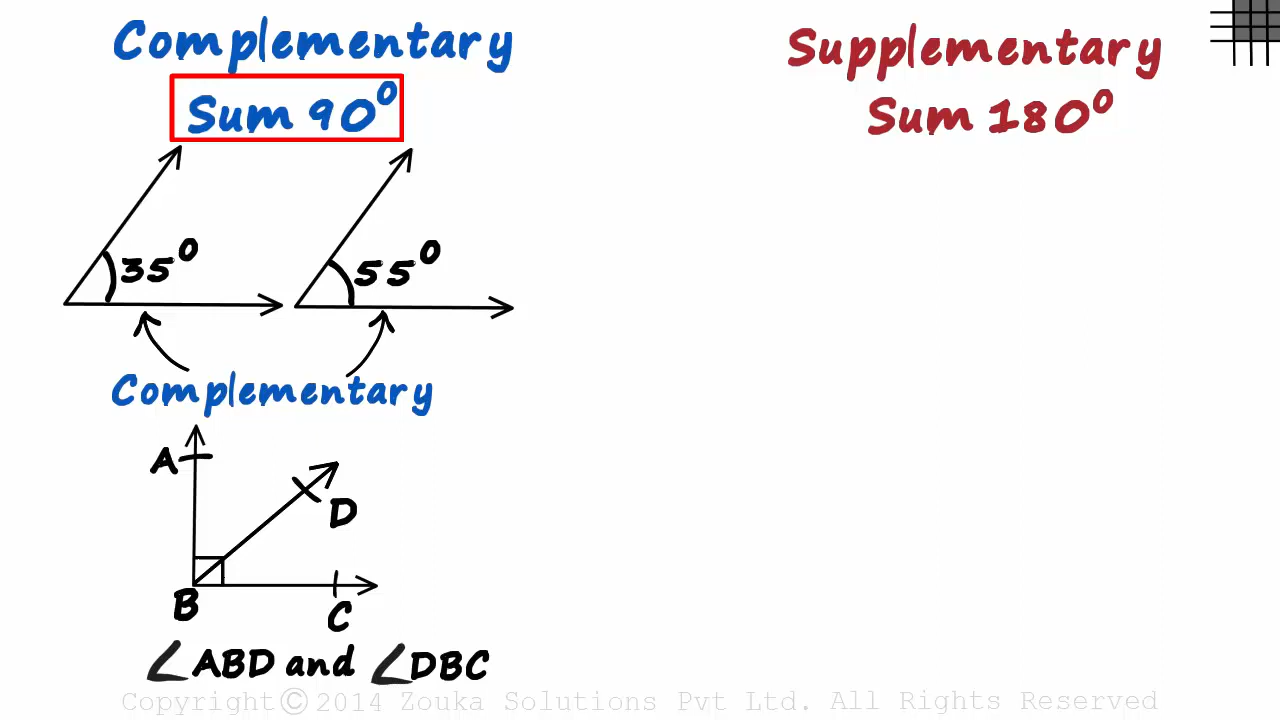 Complementary
Sum 90°
35°
55°
Complementary
A
D
B
C
∠ABD and ∠DBC
Supplementary
Sum 180°
Copyright© 2014 Zouka Solutions Pvt Ltd. All Rights Reserved